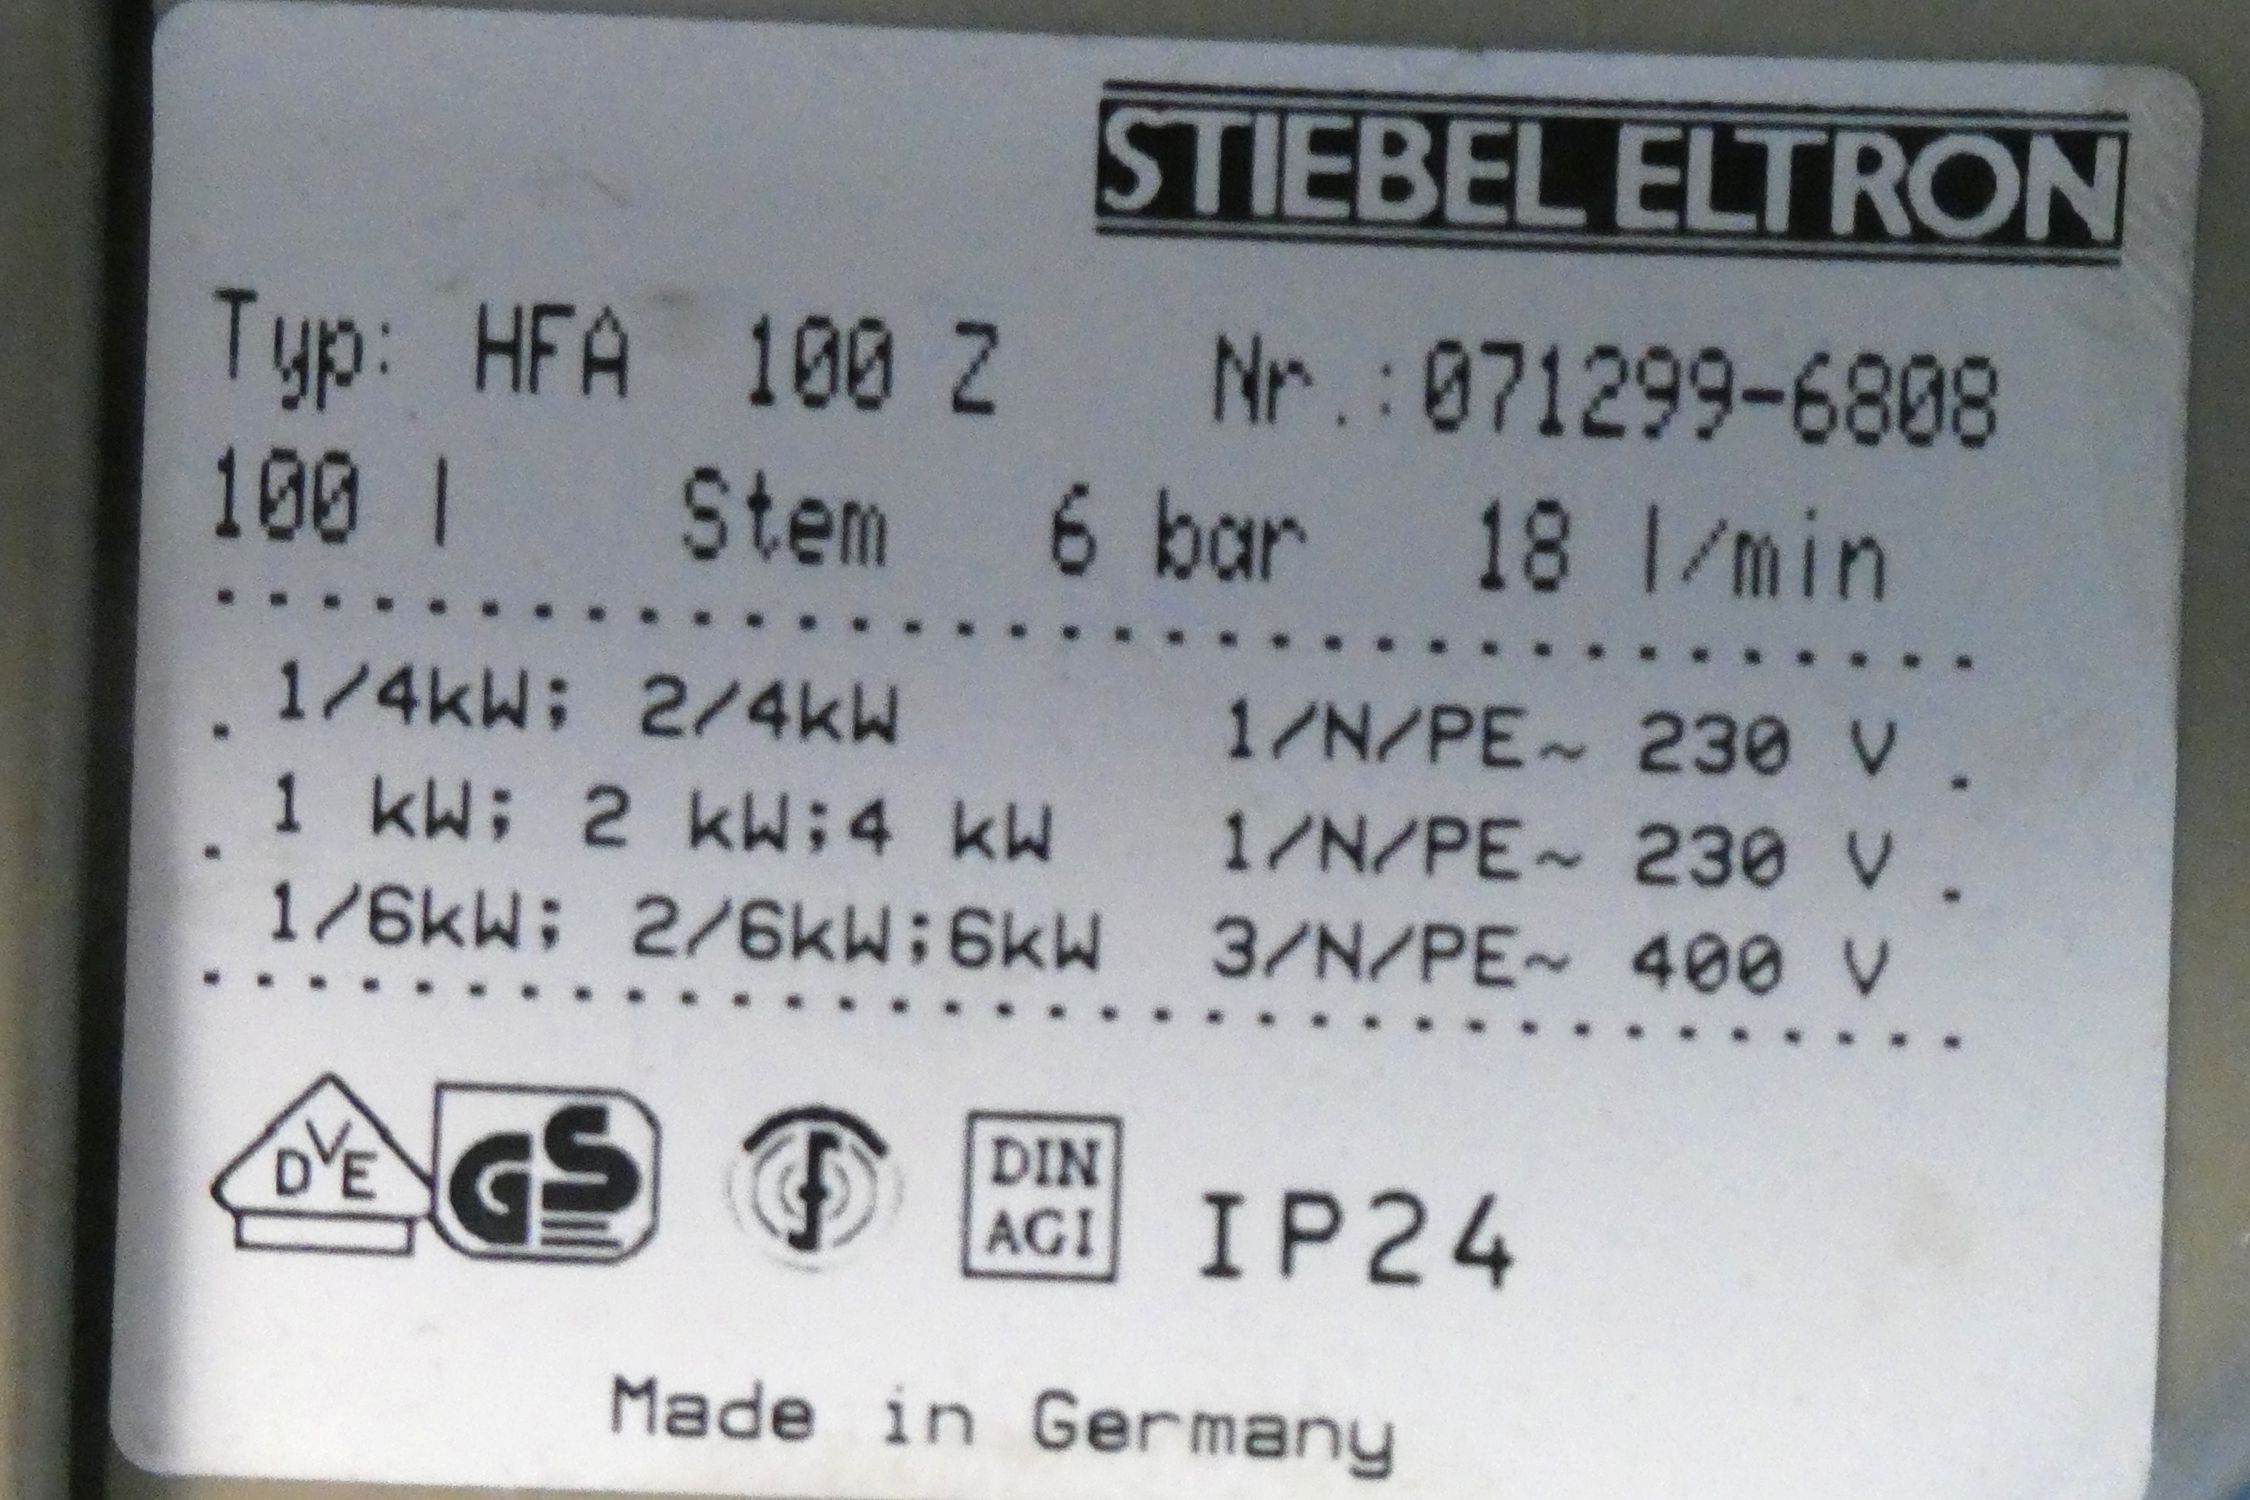 STIEBEL ELTRON
Typ: HFA 100 Z Nr.:071299-6808
100 l Stem 6 bar 18 l/min
1/4kW; 2/4kW 1/N/PE~ 230 V
1 kW; 2 kW;4 kW 1/N/PE~ 230 V
1/6kW; 2/6kW;6kW 3/N/PE~ 400 V
DVE GS DIN AGI IP24
Made in Germany